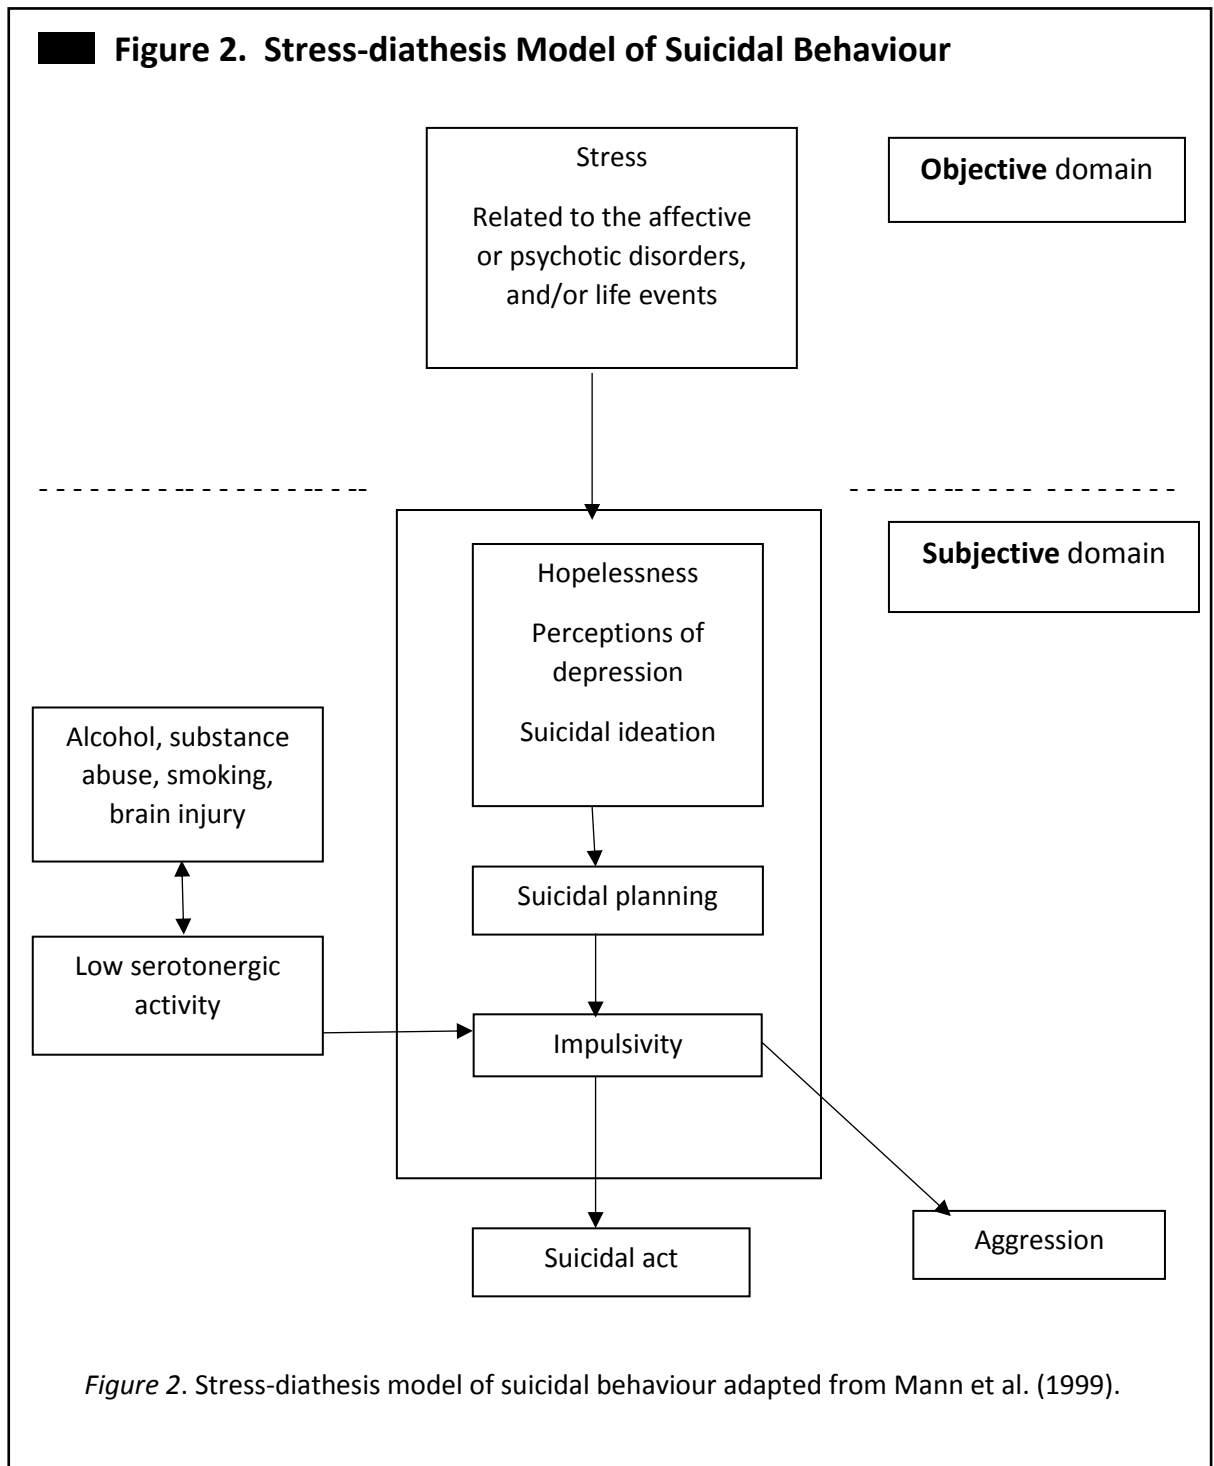 Figure 2. Stress-diathesis Model of Suicidal Behaviour
Stress
Related to the affective
or psychotic disorders,
and/or life events
Objective domain
Subjective domain
Hopelessness
Perceptions of
depression
Suicidal ideation
Alcohol, substance
abuse, smoking,
brain injury
Suicidal planning
Low serotonergic
activity
Impulsivity
Suicidal act
Aggression
Figure 2. Stress-diathesis model of suicidal behaviour adapted from Mann et al. (1999).